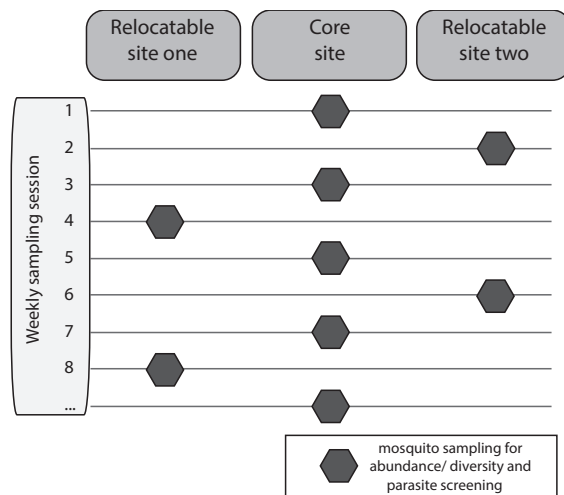 Relocatable
site one
Core
site
Relocatable
site two
Weekly sampling session
1
2
3
4
5
6
7
8
...
mosquito sampling for
abundance/ diversity and
parasite screening